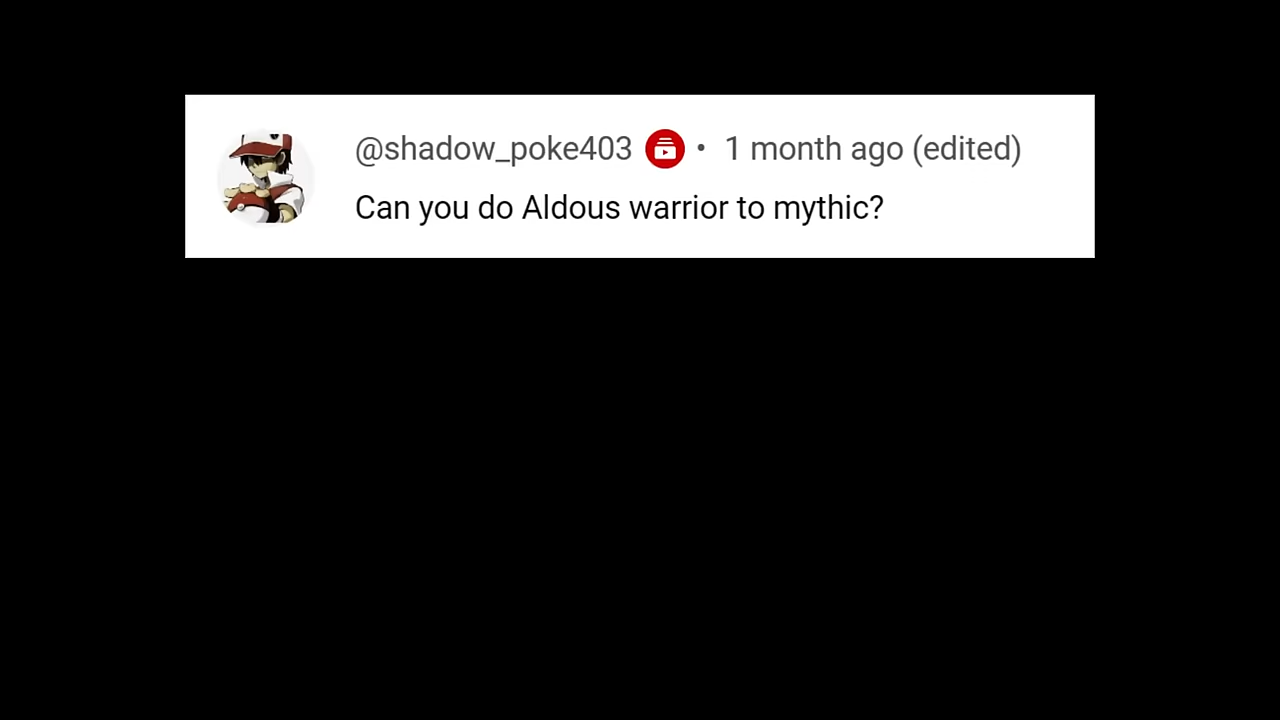 @shadow_poke403 • 1 month ago (edited)
Can you do Aldous warrior to mythic?